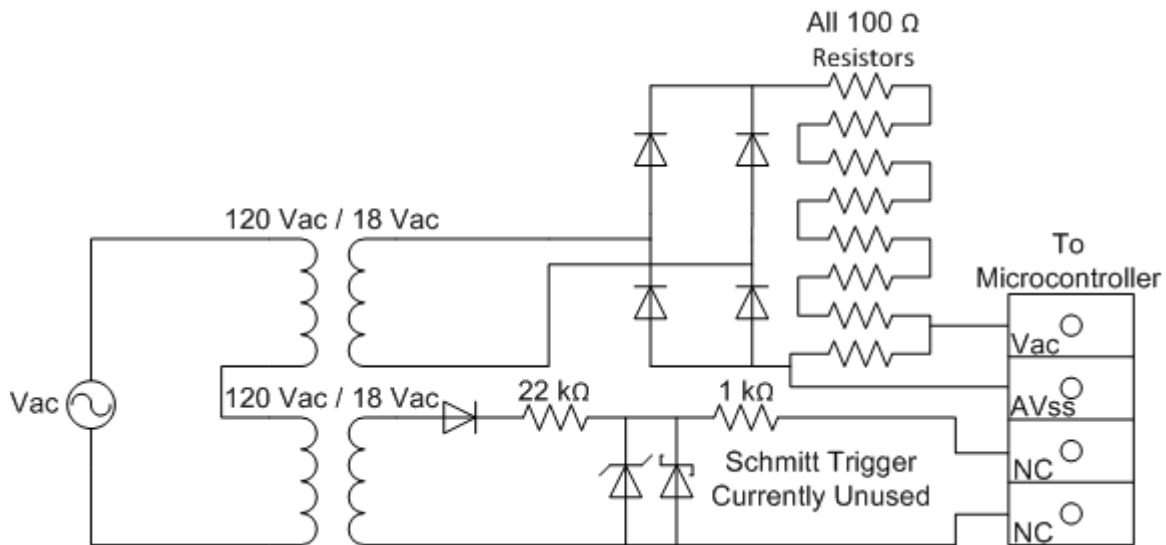 All 100 Ω
Resistors
120 Vac / 18 Vac
To
Microcontroller
Vac
Vac
120 Vac / 18 Vac
22 kΩ
1 kΩ
AVss
Schmitt Trigger
Currently Unused
NC
NC